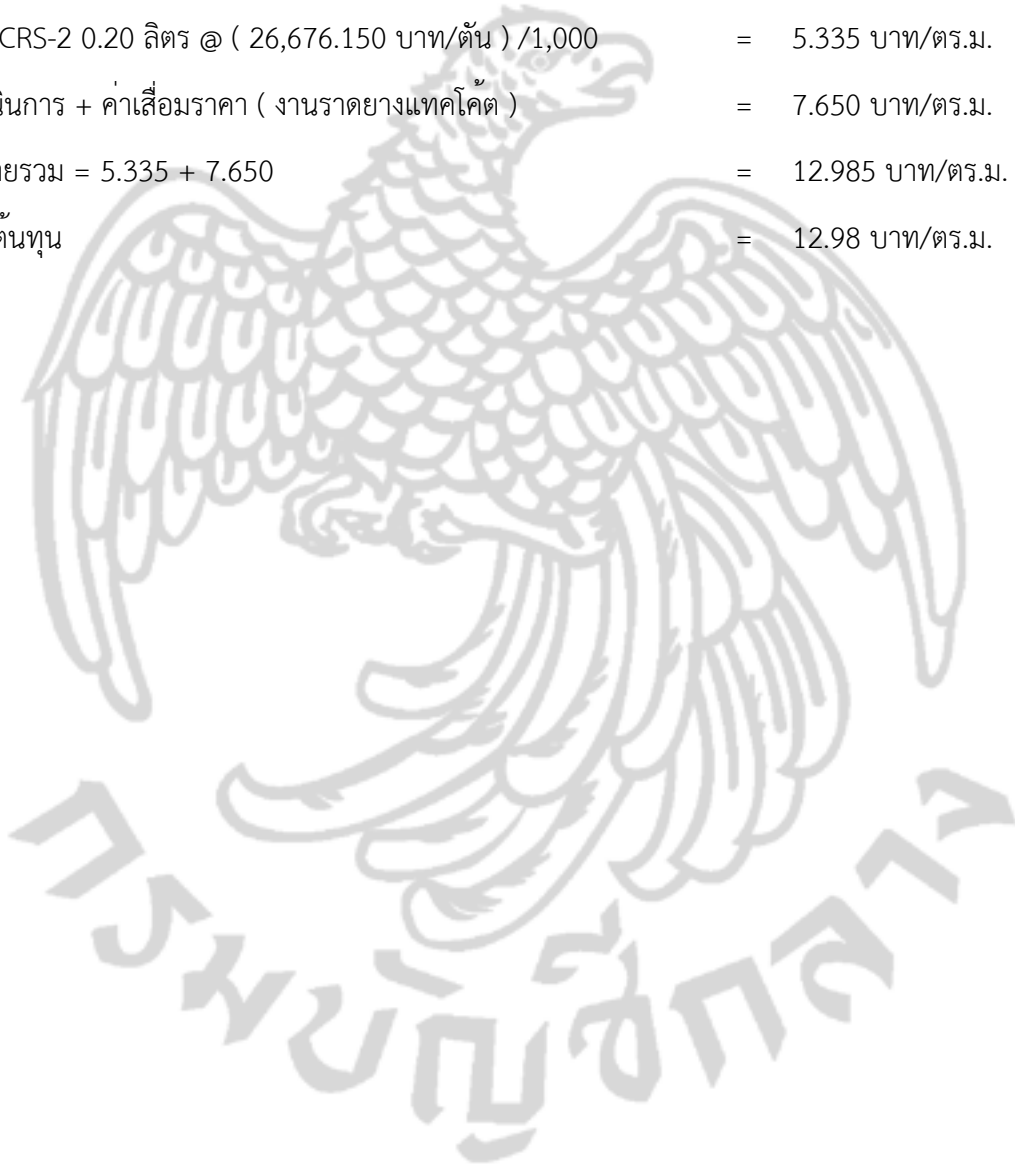 CRS-2 0.20 ลิตร @ ( 26,676.150 บาท/ตัน ) /1,000 = 5.335 บาท/ตร.ม.
นินการ + ค่าเสื่อมราคา ( งานราดยางแทคโค้ต ) = 7.650 บาท/ตร.ม.
ายรวม = 5.335 + 7.650 = 12.985 บาท/ตร.ม.
ต้นทุน = 12.98 บาท/ตร.ม.
กรมบัญชีกลาง